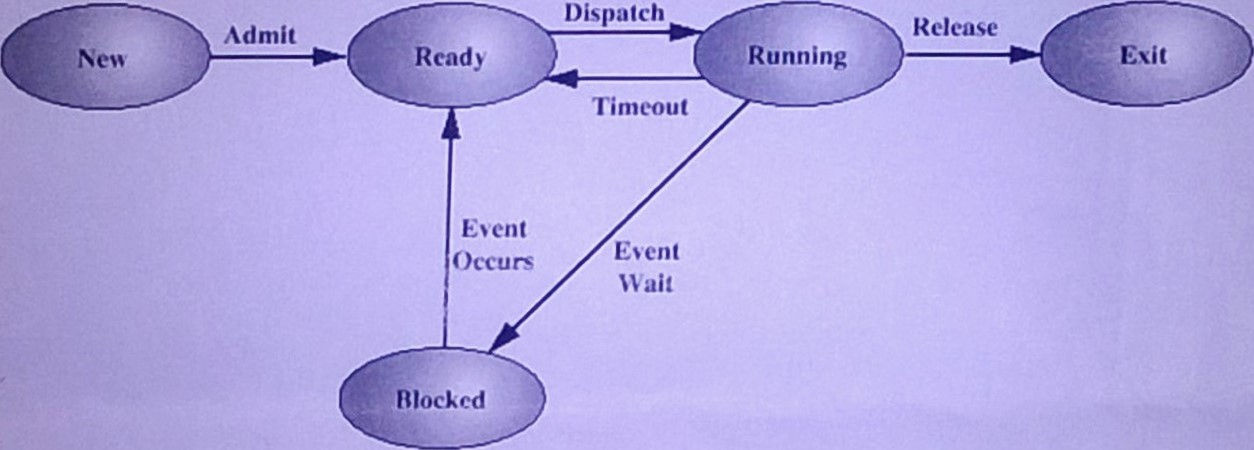 Dispatch
Release
Admit
New
Ready
Running
Exit
Timeout
Event
Occurs
Event
Wait
Blocked